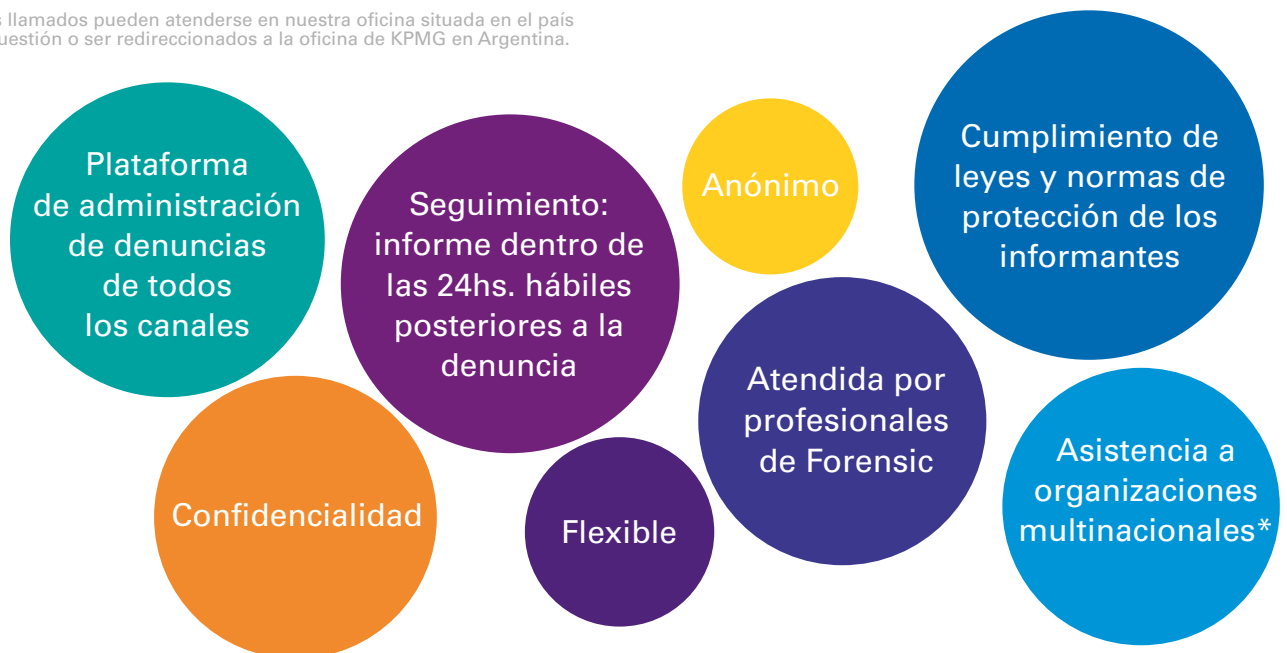 llamados pueden atenderse en nuestra oficina situada en el país
o ser redireccionados a la oficina de KPMG en Argentina.
Plataforma
de administración
de denuncias
de todos
los canales
Seguimiento:
informe dentro de
las 24hs. hábiles
posteriores a la
denuncia
Anónimo
Cumplimiento de
leyes y normas de
protección de los
informantes
Confidencialidad
Flexible
Atendida por
profesionales
de Forensic
Asistencia a
organizaciones
multinacionales*